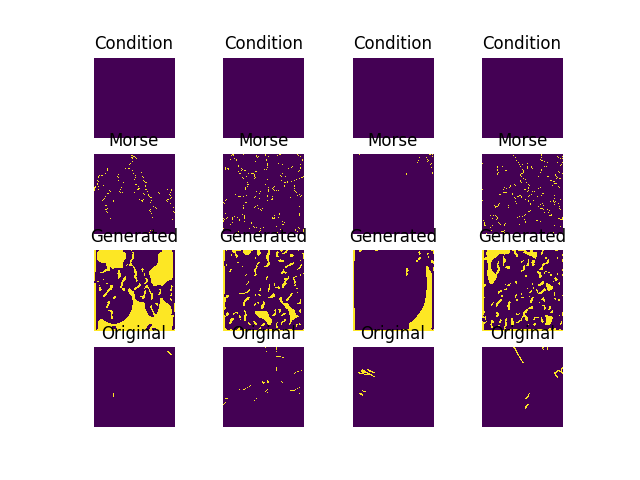 Condition Condition Condition Condition
Morse Morse Morse Morse
Generated Generated Generated Generated
Original Original Original Original